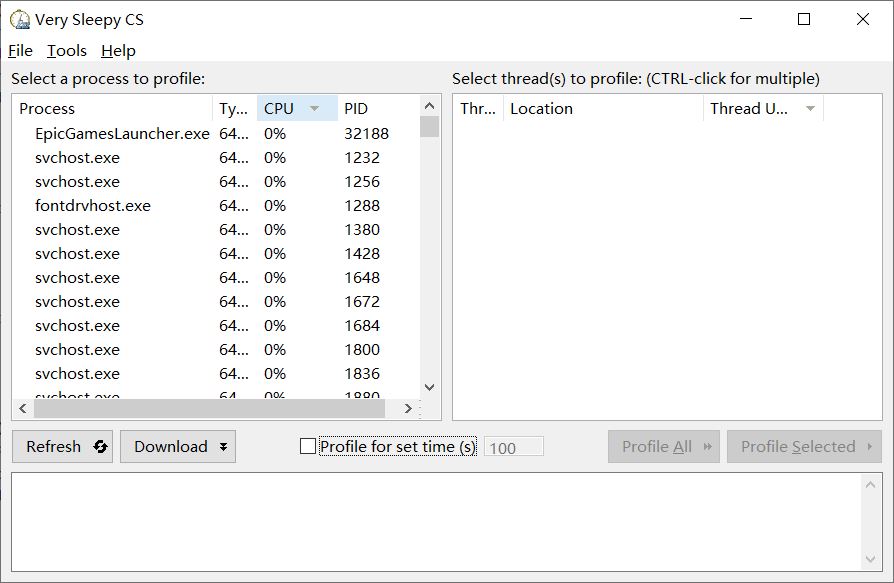 Very Sleepy CS
File Tools Help
Select a process to profile:
Select thread(s) to profile: (CTRL-click for multiple)
Process Ty... CPU PID
Thr... Location Thread U...
EpicGamesLauncher.exe 64... 0% 32188
svchost.exe 64... 0% 1232
svchost.exe 64... 0% 1256
fontdrvhost.exe 64... 0% 1288
svchost.exe 64... 0% 1380
svchost.exe 64... 0% 1428
svchost.exe 64... 0% 1648
svchost.exe 64... 0% 1672
svchost.exe 64... 0% 1684
svchost.exe 64... 0% 1800
svchost.exe 64... 0% 1836
svchost.exe 64... 0% 1880
Refresh Download Profile for set time (s) 100 Profile All Profile Selected